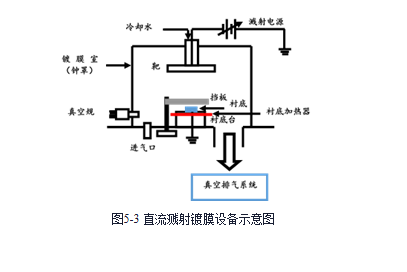 冷却水
溅射电源
镀膜室
(钟罩)
靶
挡板
衬底
真空规
衬底加热器
衬底台
进气口
真空排气系统
图5-3 直流溅射镀膜设备示意图